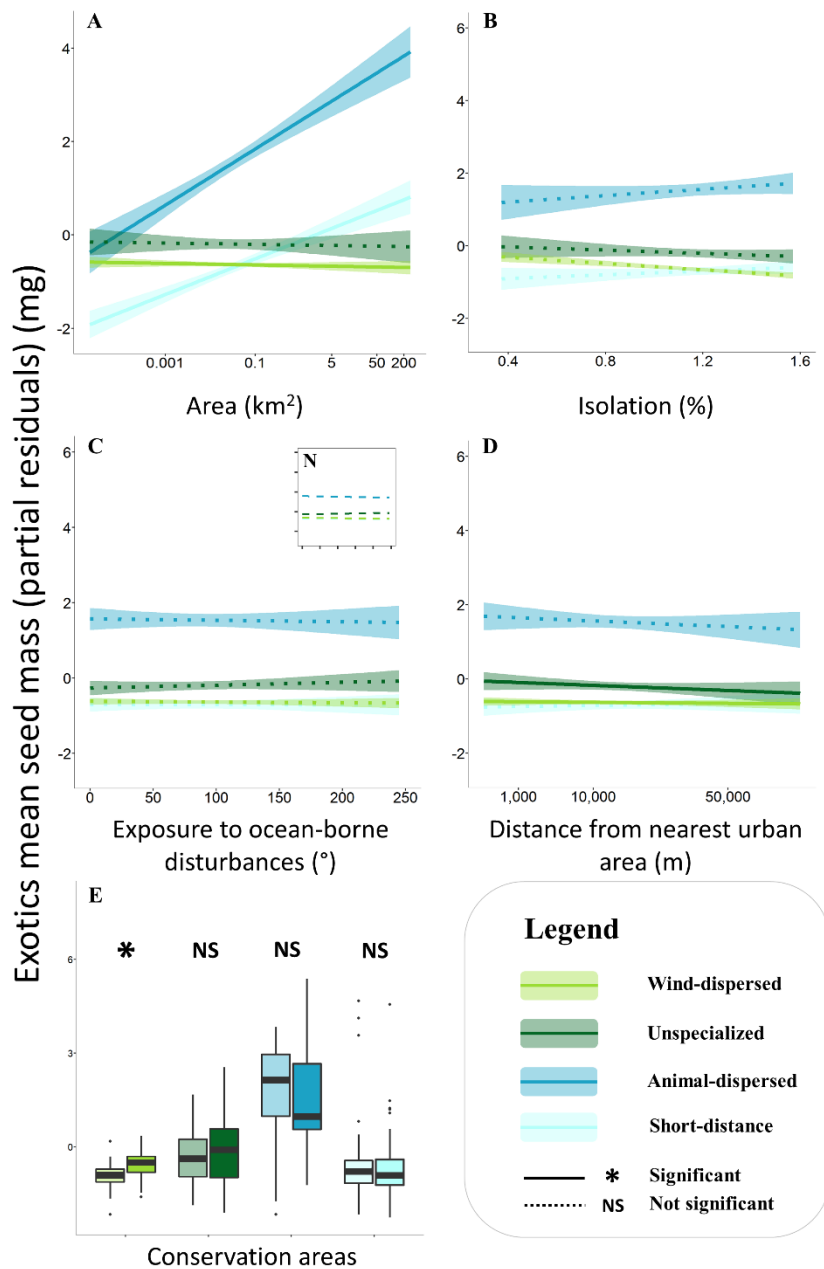 Exotics mean seed mass (partial residuals) (mg)
A
4
2
0
-2
0.001 0.1 5 50 200
Area (km²)
B
6
4
2
0
-2
0.4 0.8 1.2 1.6
Isolation (%)
C
N
6
4
2
0
-2
0 50 100 150 200 250
Exposure to ocean-borne
disturbances (°)
D
6
4
2
0
-2
1,000 10,000 50,000
Distance from nearest urban
area (m)
E
* NS NS NS
6
3
0
Conservation areas
Legend
Wind-dispersed
Unspecialized
Animal-dispersed
Short-distance
* Significant
NS Not significant